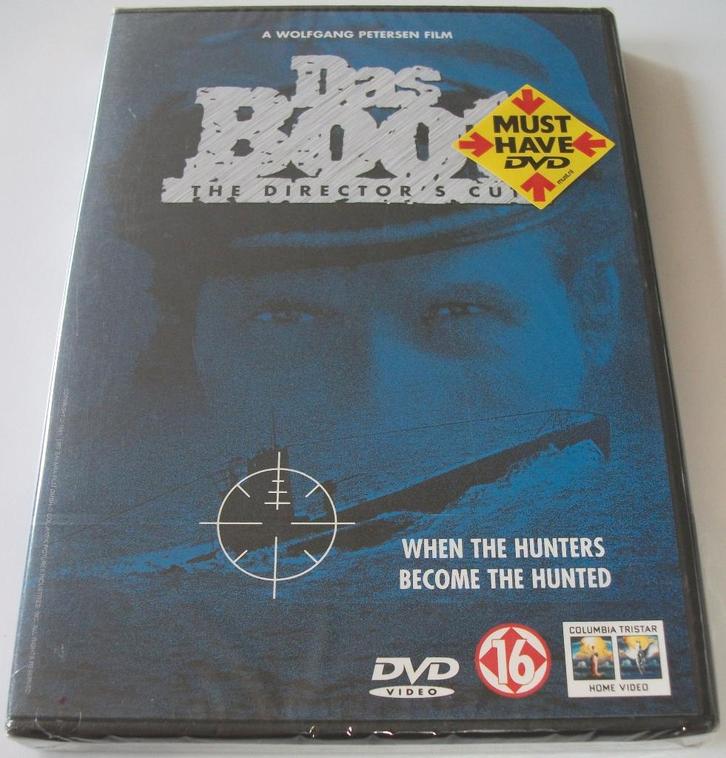 A WOLFGANG PETERSEN FILM
Das
Boot
THE DIRECTOR'S CUT
MUST
HAVE
DVD
WHEN THE HUNTERS
BECOME THE HUNTED
DVD
VIDEO
16
COLUMBIA TRISTAR
HOME VIDEO